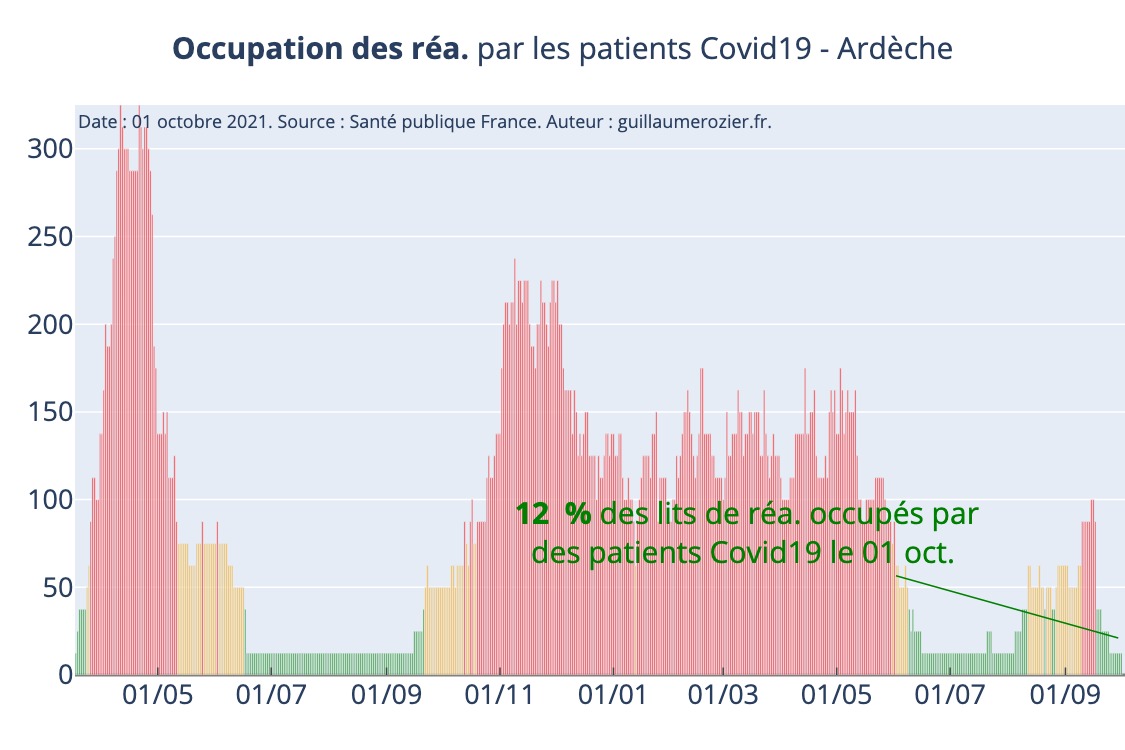 Occupation des réa. par les patients Covid19 - Ardèche
Date : 01 octobre 2021. Source : Santé publique France. Auteur : guillaumerozier.fr.
300
250
200
150
100
50
0
12 % des lits de réa. occupés par
des patients Covid19 le 01 oct.
01/05 01/07 01/09 01/11 01/01 01/03 01/05 01/07 01/09